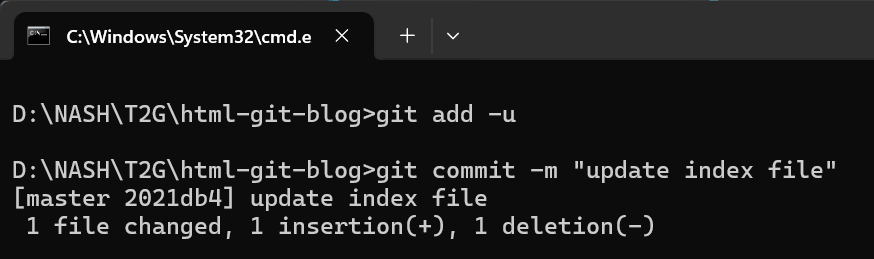 C:\Windows\System32\cmd.e
D:\NASH\T2G\html-git-blog>git add -u
D:\NASH\T2G\html-git-blog>git commit -m "update index file"
[master 2021db4] update index file
 1 file changed, 1 insertion(+), 1 deletion(-)